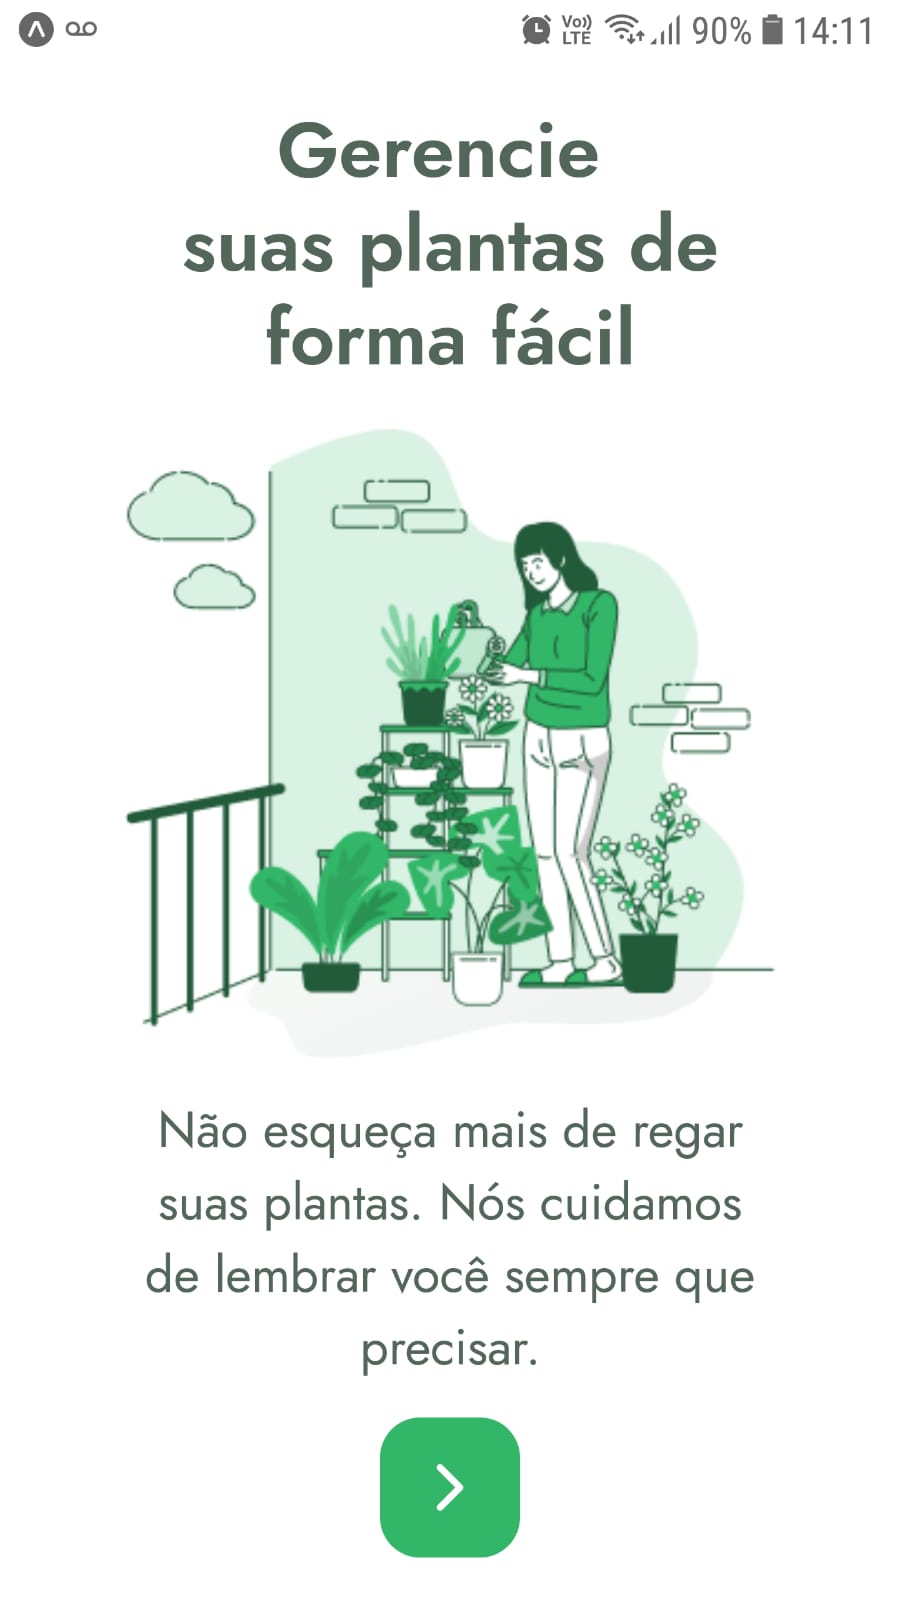 Vo)) LTE 90% 14:11
Gerencie
suas plantas de
forma fácil
Não esqueça mais de regar
suas plantas. Nós cuidamos
de lembrar você sempre que
precisar.